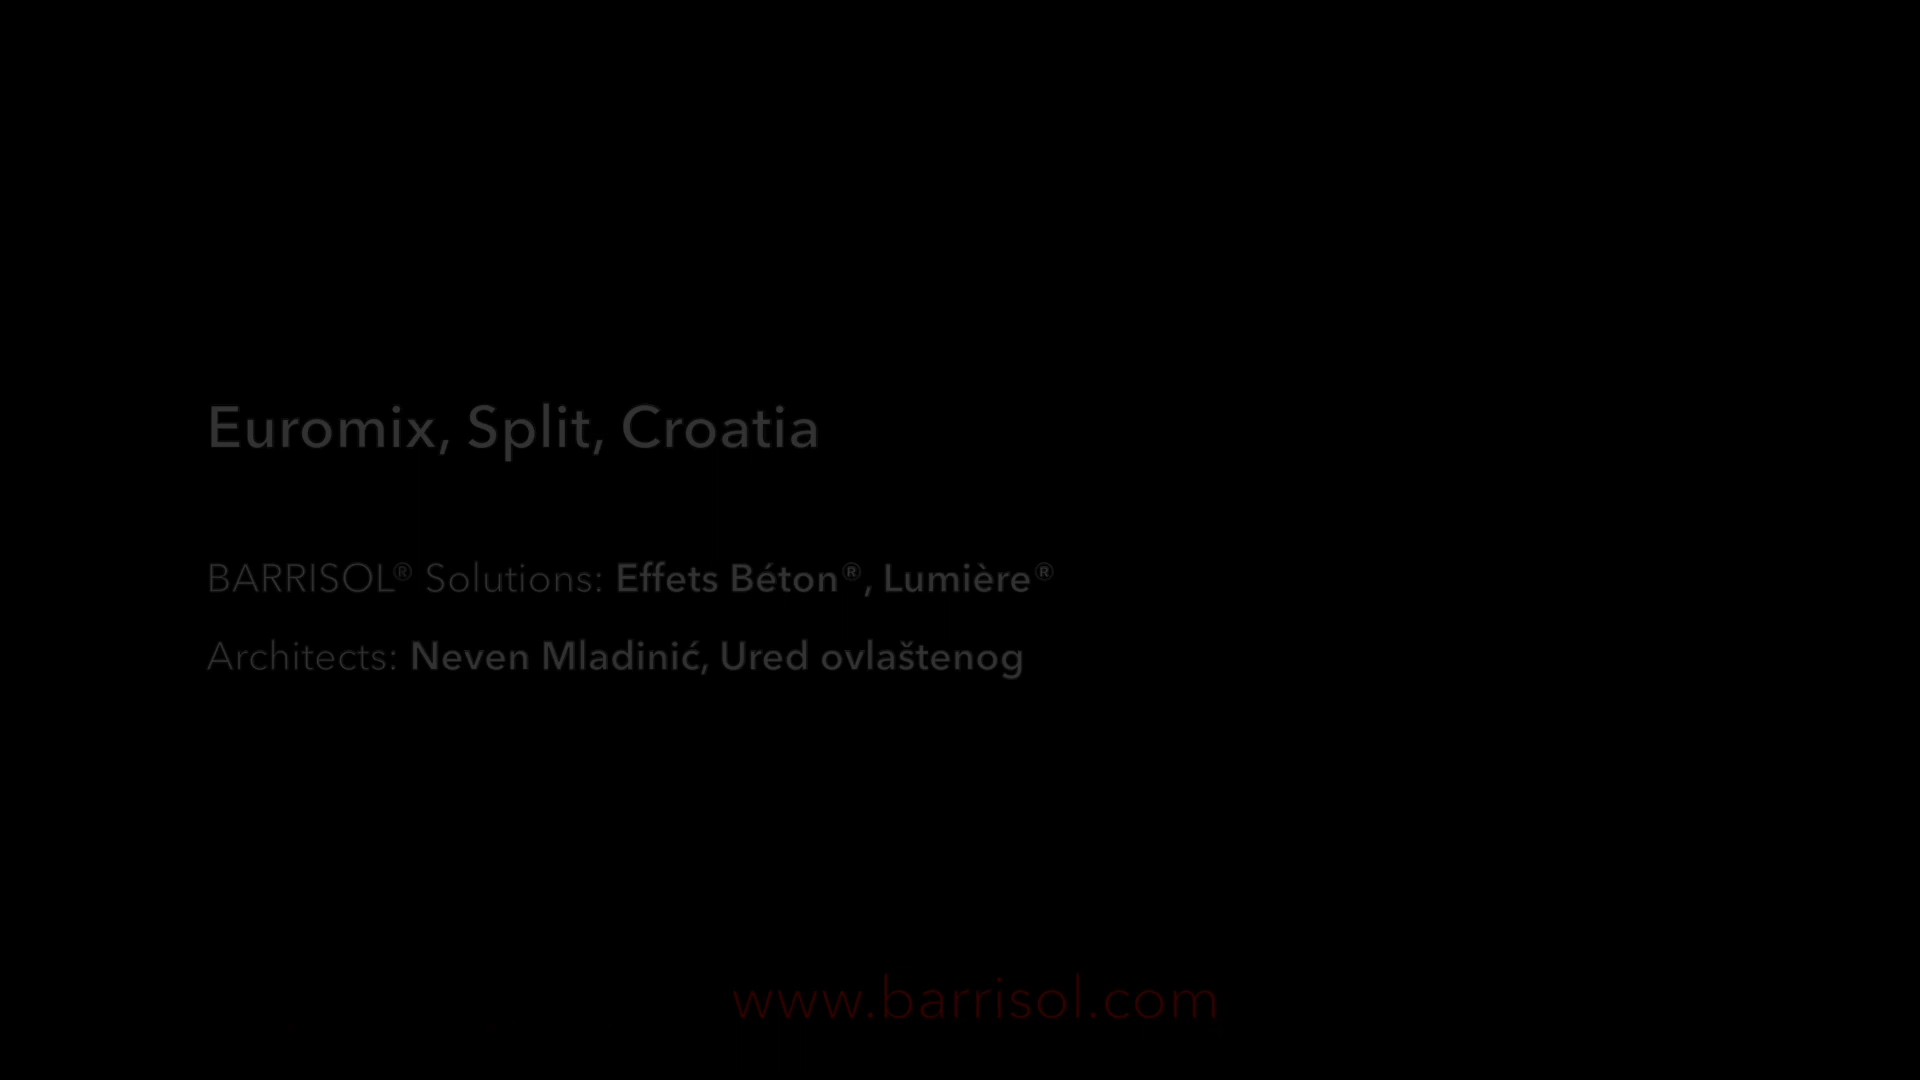 Euromix, Split, Croatia
BARRISOL® Solutions: Effets Béton®, Lumière®
Architects: Neven Mladinić, Ured ovlaštenog
www.barrisol.com